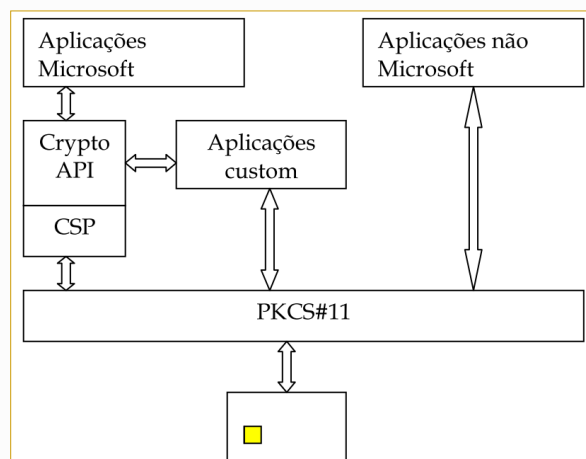 Aplicações
Microsoft
Aplicações não
Microsoft
Crypto
API
Aplicações
custom
CSP
PKCS#11